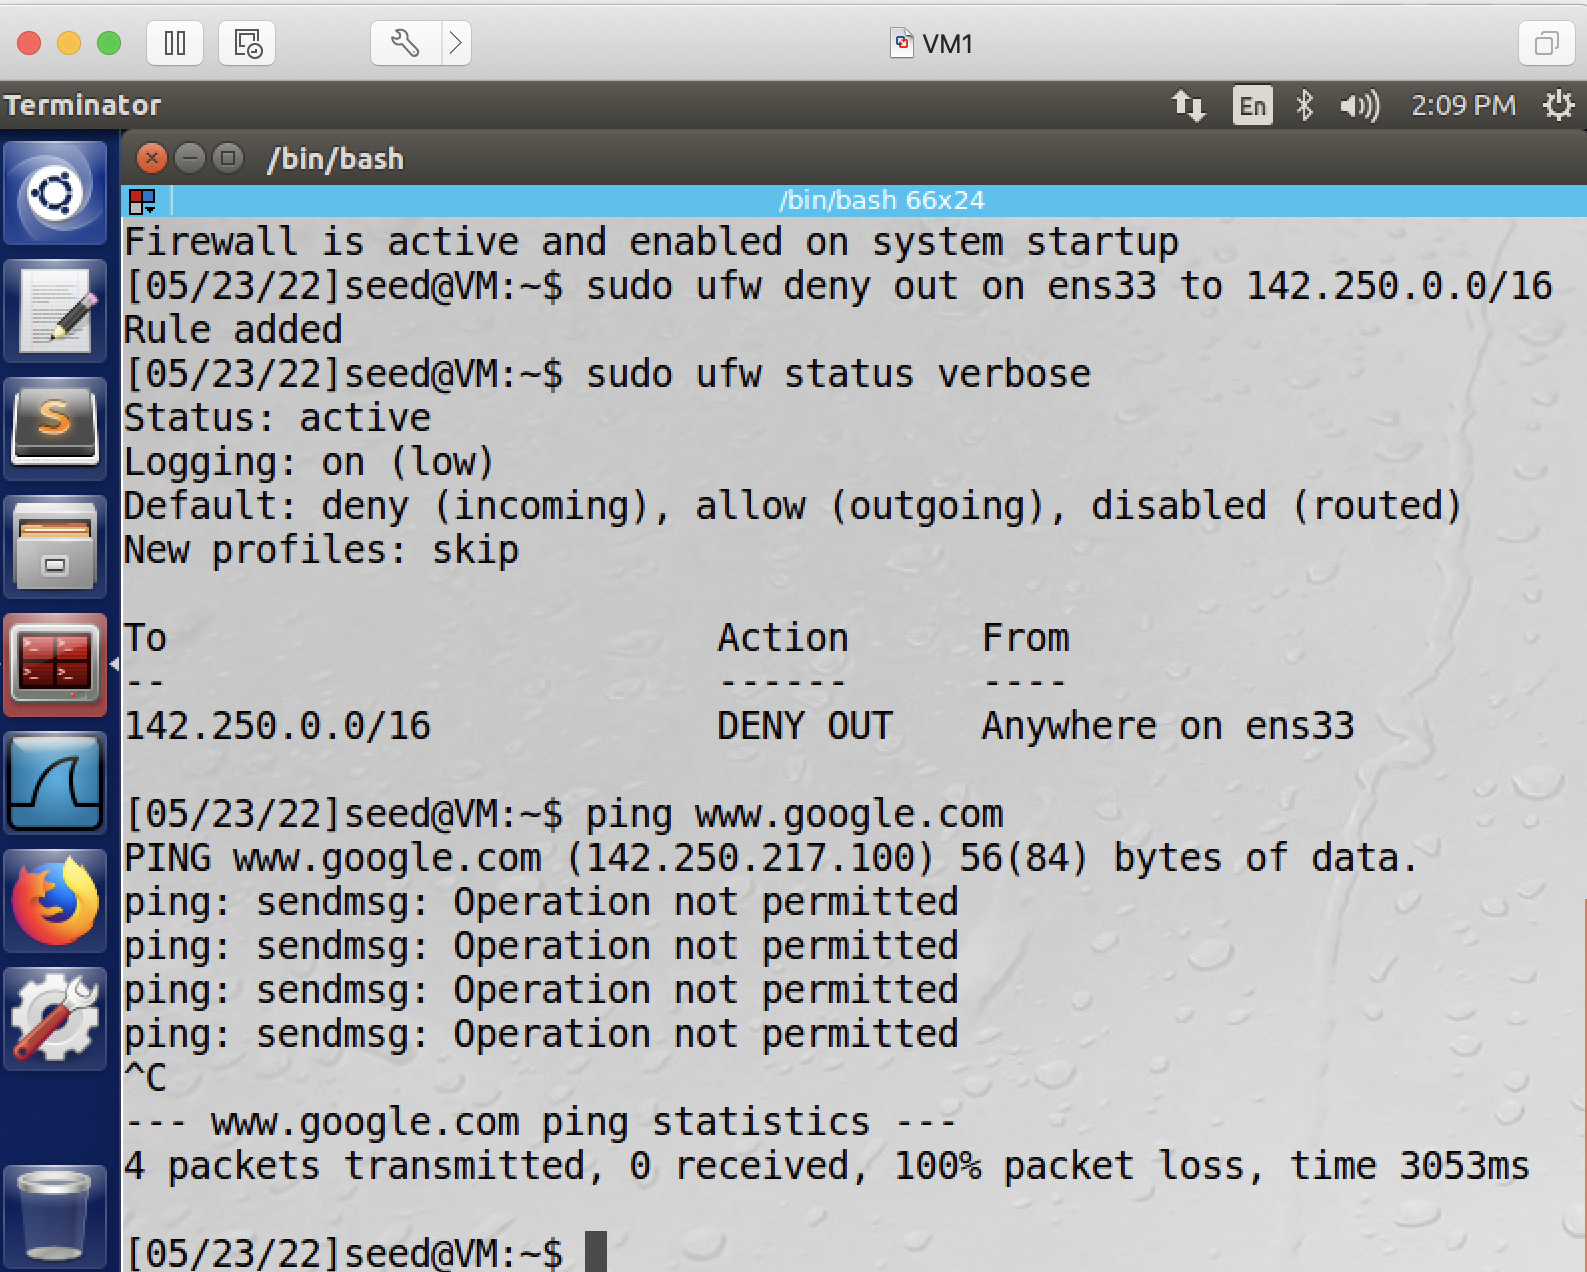 VM1
Terminator
En
2:09 PM
/bin/bash
/bin/bash 66x24
Firewall is active and enabled on system startup
[05/23/22]seed@VM:~$ sudo ufw deny out on ens33 to 142.250.0.0/16
Rule added
[05/23/22]seed@VM:~$ sudo ufw status verbose
Status: active
Logging: on (low)
Default: deny (incoming), allow (outgoing), disabled (routed)
New profiles: skip
To                         Action      From
--                         ------      ----
142.250.0.0/16             DENY OUT    Anywhere on ens33
[05/23/22]seed@VM:~$ ping www.google.com
PING www.google.com (142.250.217.100) 56(84) bytes of data.
ping: sendmsg: Operation not permitted
ping: sendmsg: Operation not permitted
ping: sendmsg: Operation not permitted
ping: sendmsg: Operation not permitted
^C
--- www.google.com ping statistics ---
4 packets transmitted, 0 received, 100% packet loss, time 3053ms
[05/23/22]seed@VM:~$